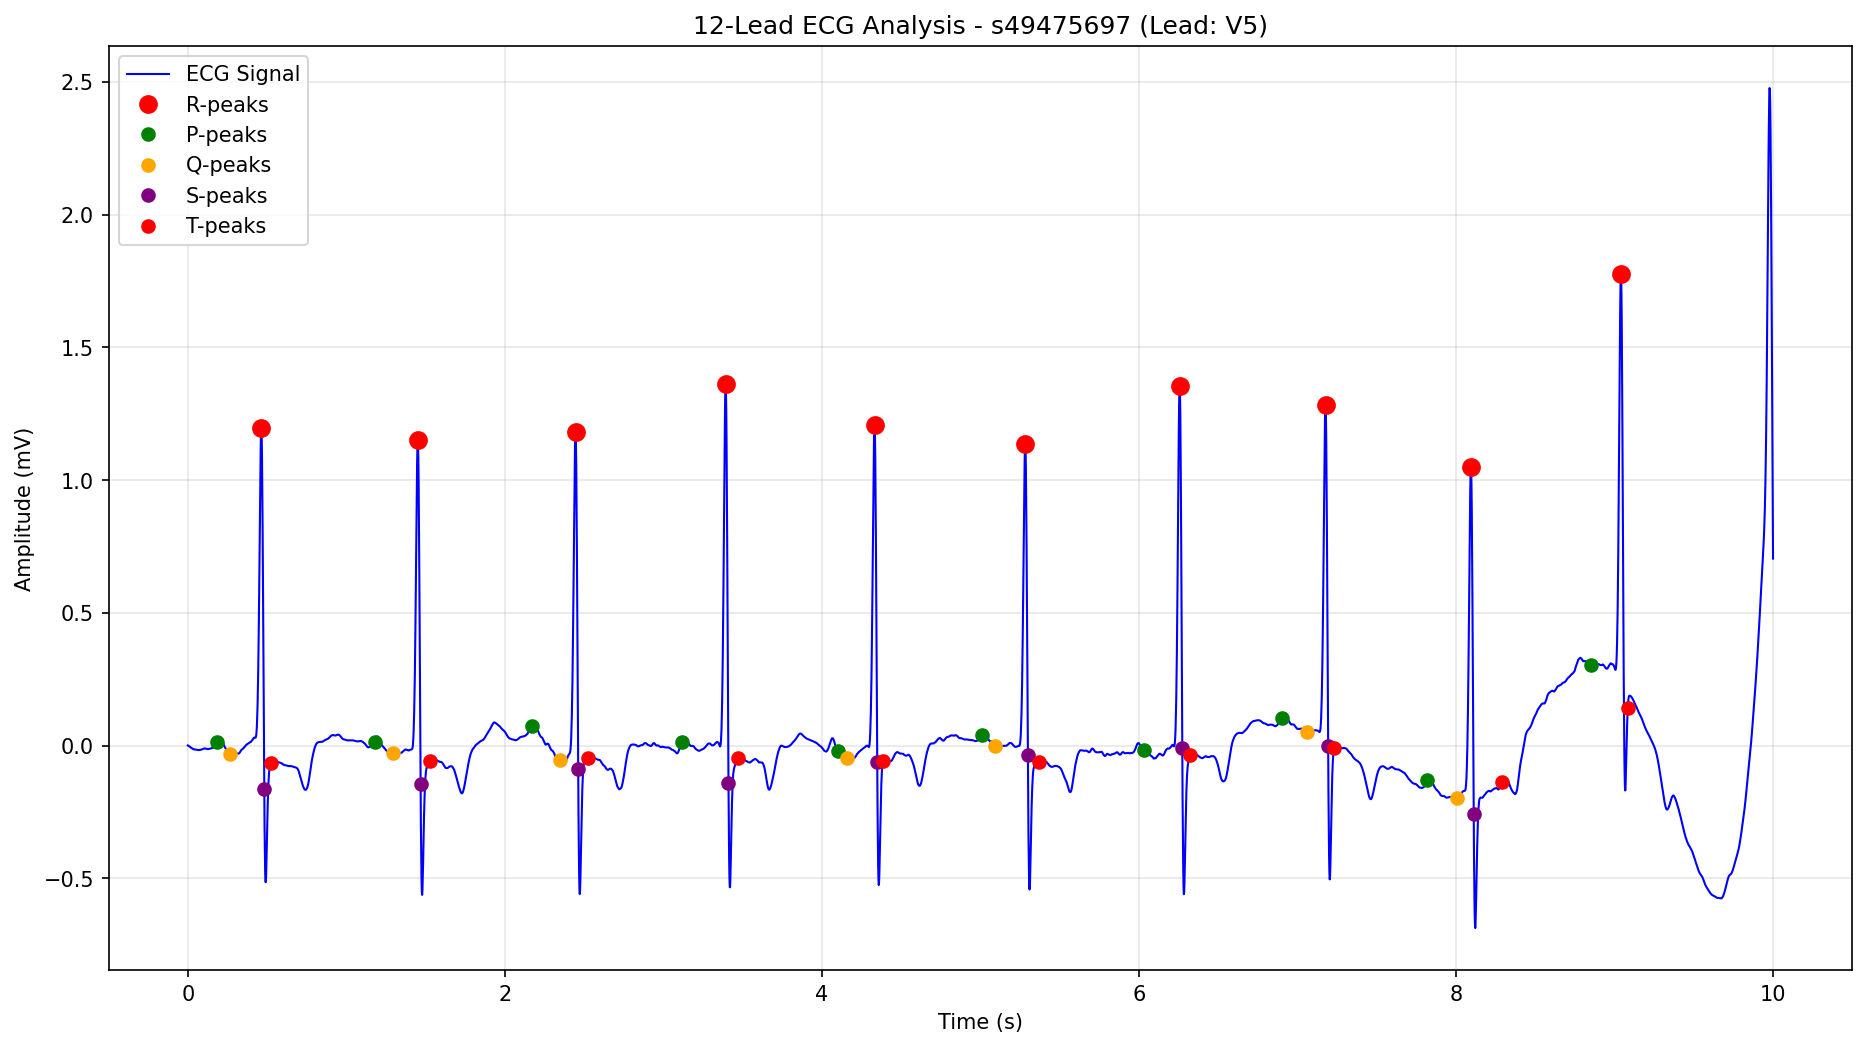 12-Lead ECG Analysis - s49475697 (Lead: V5)
ECG Signal
R-peaks
P-peaks
Q-peaks
S-peaks
T-peaks
Amplitude (mV)
2.5
2.0
1.5
1.0
0.5
0.0
−0.5
0 2 4 6 8 10
Time (s)